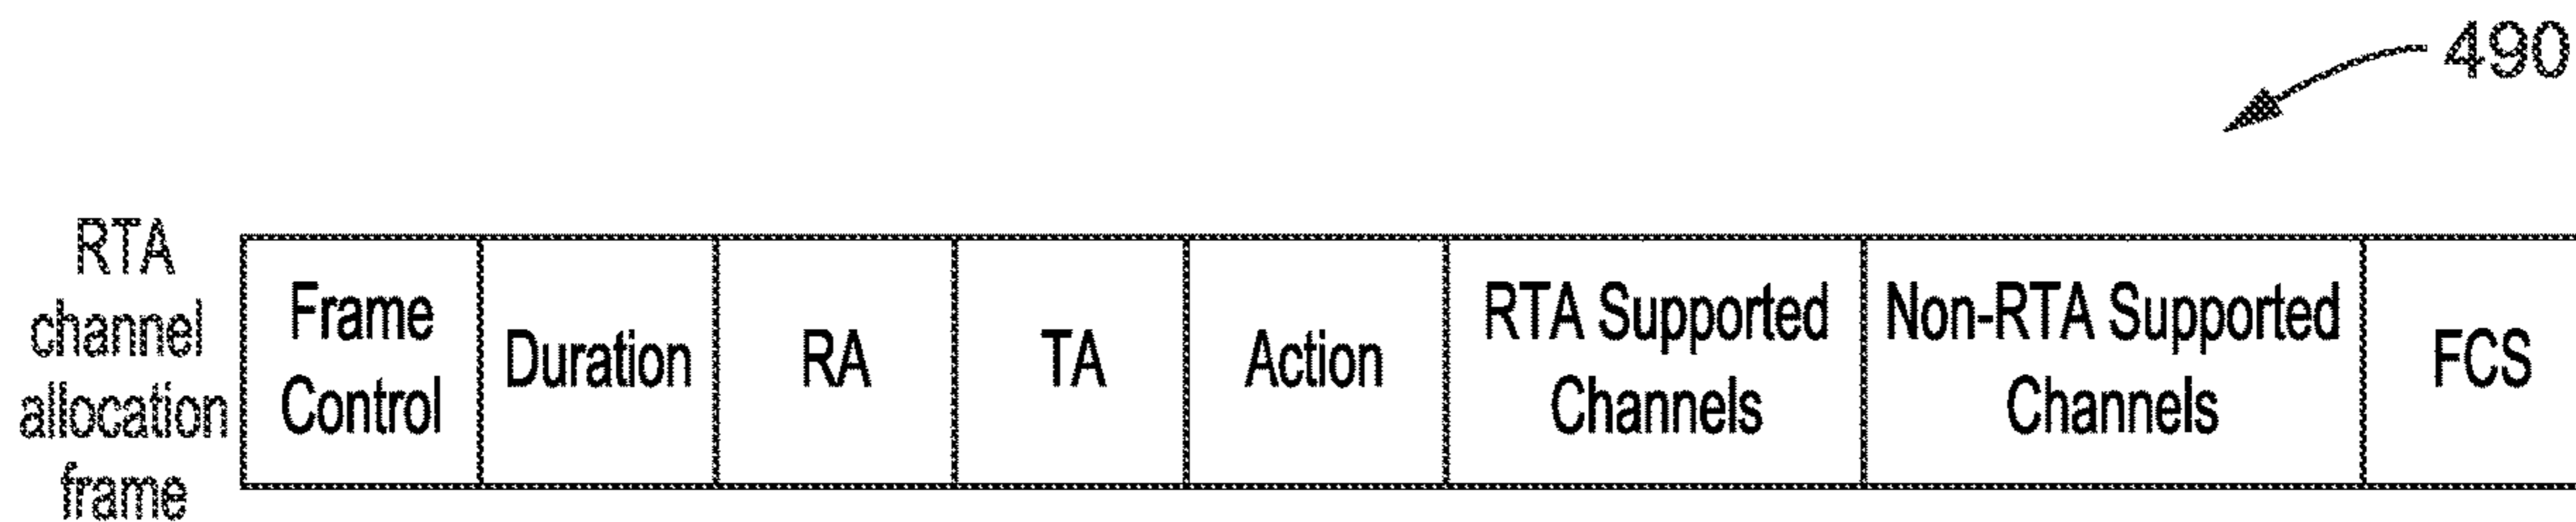 490
RTA
channel
allocation
frame
Frame
Control
Duration
RA
TA
Action
RTA Supported
Channels
Non-RTA Supported
Channels
FCS